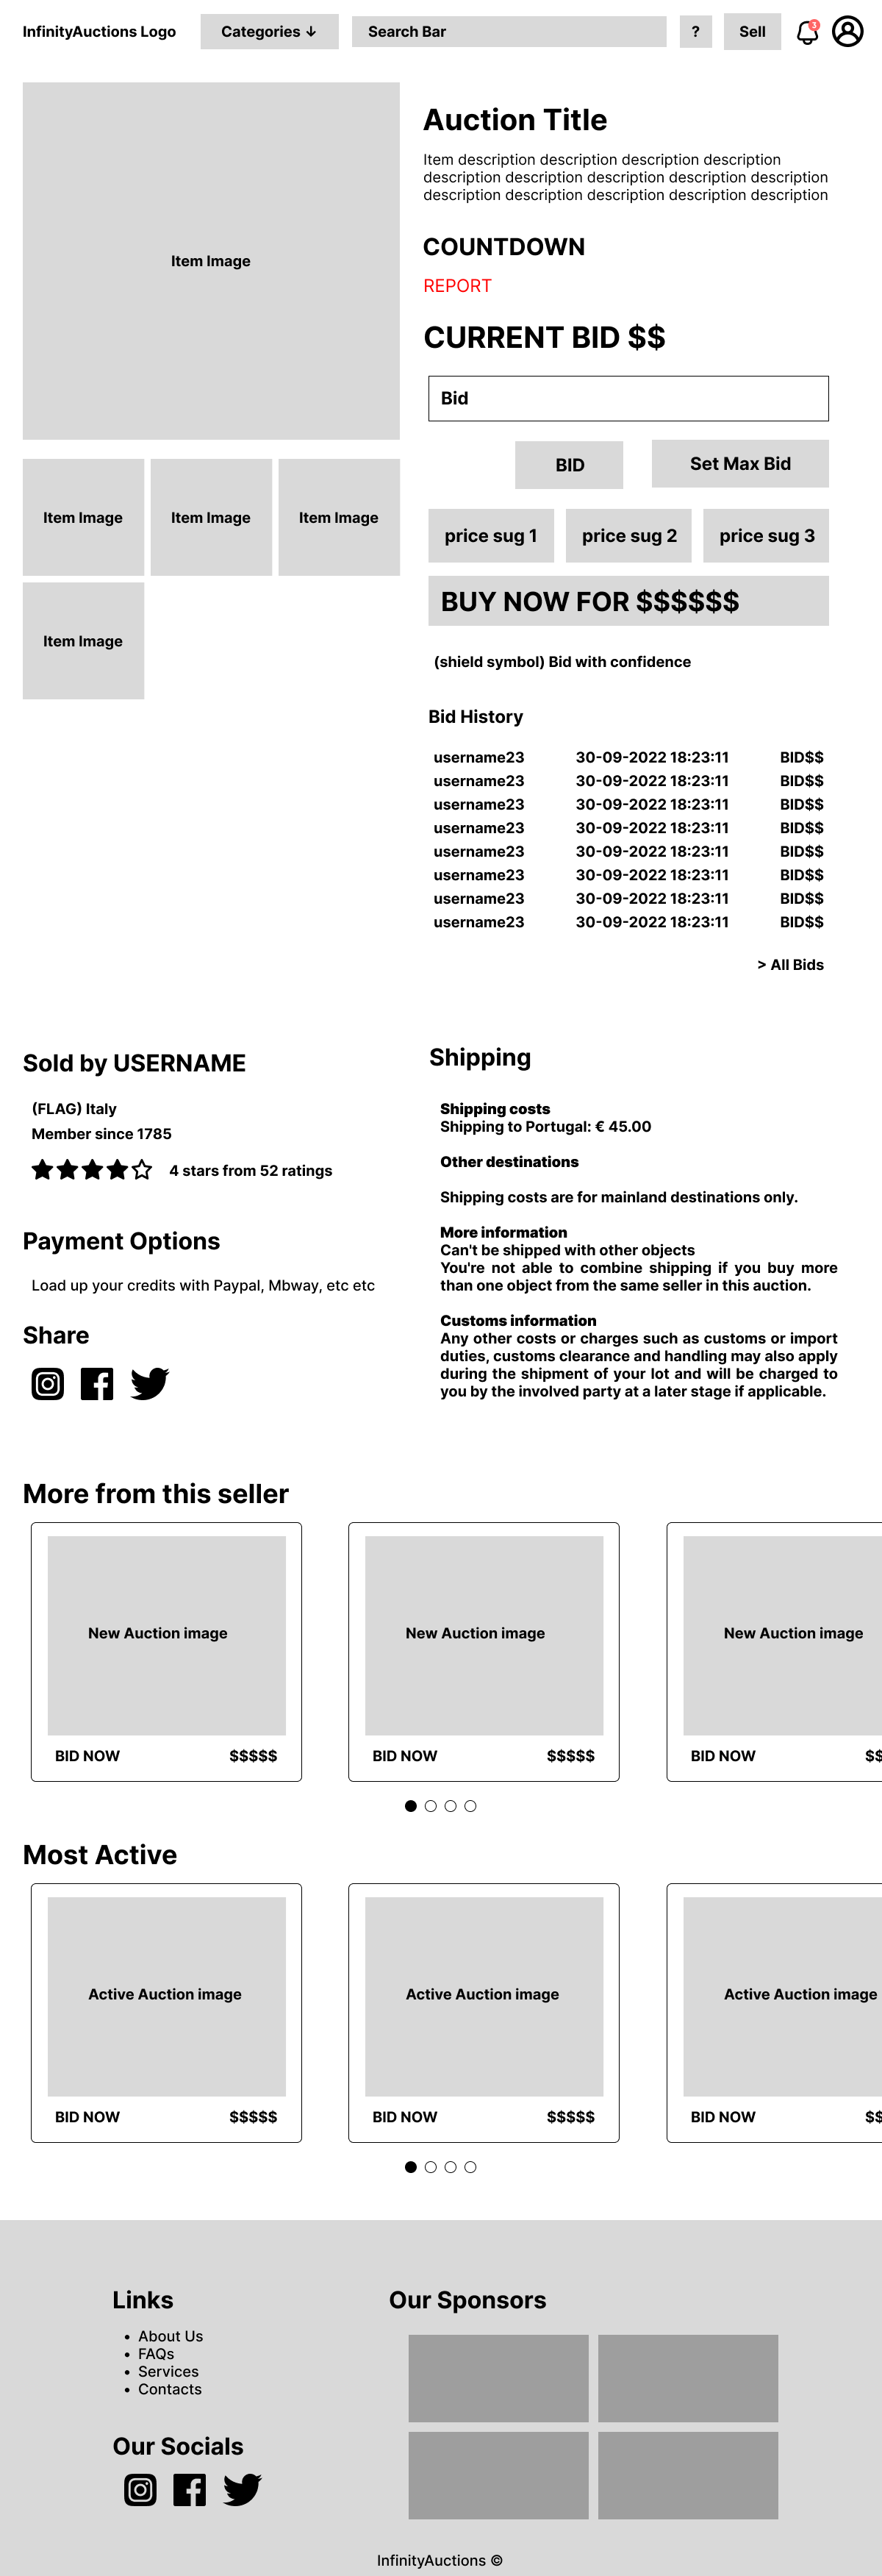 InfinityAuctions Logo
Categories ↓
Search Bar
?
Sell
3
Item Image
Auction Title
Item description description description description
description description description description description
description description description description description
COUNTDOWN
REPORT
CURRENT BID $$
Bid
BID
Set Max Bid
Item Image
Item Image
Item Image
Item Image
price sug 1
price sug 2
price sug 3
BUY NOW FOR $$$$$$
(shield symbol) Bid with confidence
Bid History
username23 30-09-2022 18:23:11 BID$$
username23 30-09-2022 18:23:11 BID$$
username23 30-09-2022 18:23:11 BID$$
username23 30-09-2022 18:23:11 BID$$
username23 30-09-2022 18:23:11 BID$$
username23 30-09-2022 18:23:11 BID$$
username23 30-09-2022 18:23:11 BID$$
username23 30-09-2022 18:23:11 BID$$
> All Bids
Sold by USERNAME
(FLAG) Italy
Member since 1785
4 stars from 52 ratings
Payment Options
Load up your credits with Paypal, Mbway, etc etc
Share
Shipping
Shipping costs
Shipping to Portugal: € 45.00
Other destinations
Shipping costs are for mainland destinations only.
More information
Can't be shipped with other objects
You're not able to combine shipping if you buy more
than one object from the same seller in this auction.
Customs information
Any other costs or charges such as customs or import
duties, customs clearance and handling may also apply
during the shipment of your lot and will be charged to
you by the involved party at a later stage if applicable.
More from this seller
New Auction image
New Auction image
New Auction image
BID NOW $$$$$
BID NOW $$$$$
BID NOW $$
Most Active
Active Auction image
Active Auction image
Active Auction image
BID NOW $$$$$
BID NOW $$$$$
BID NOW $$
Links
• About Us
• FAQs
• Services
• Contacts
Our Socials
Our Sponsors
InfinityAuctions ©